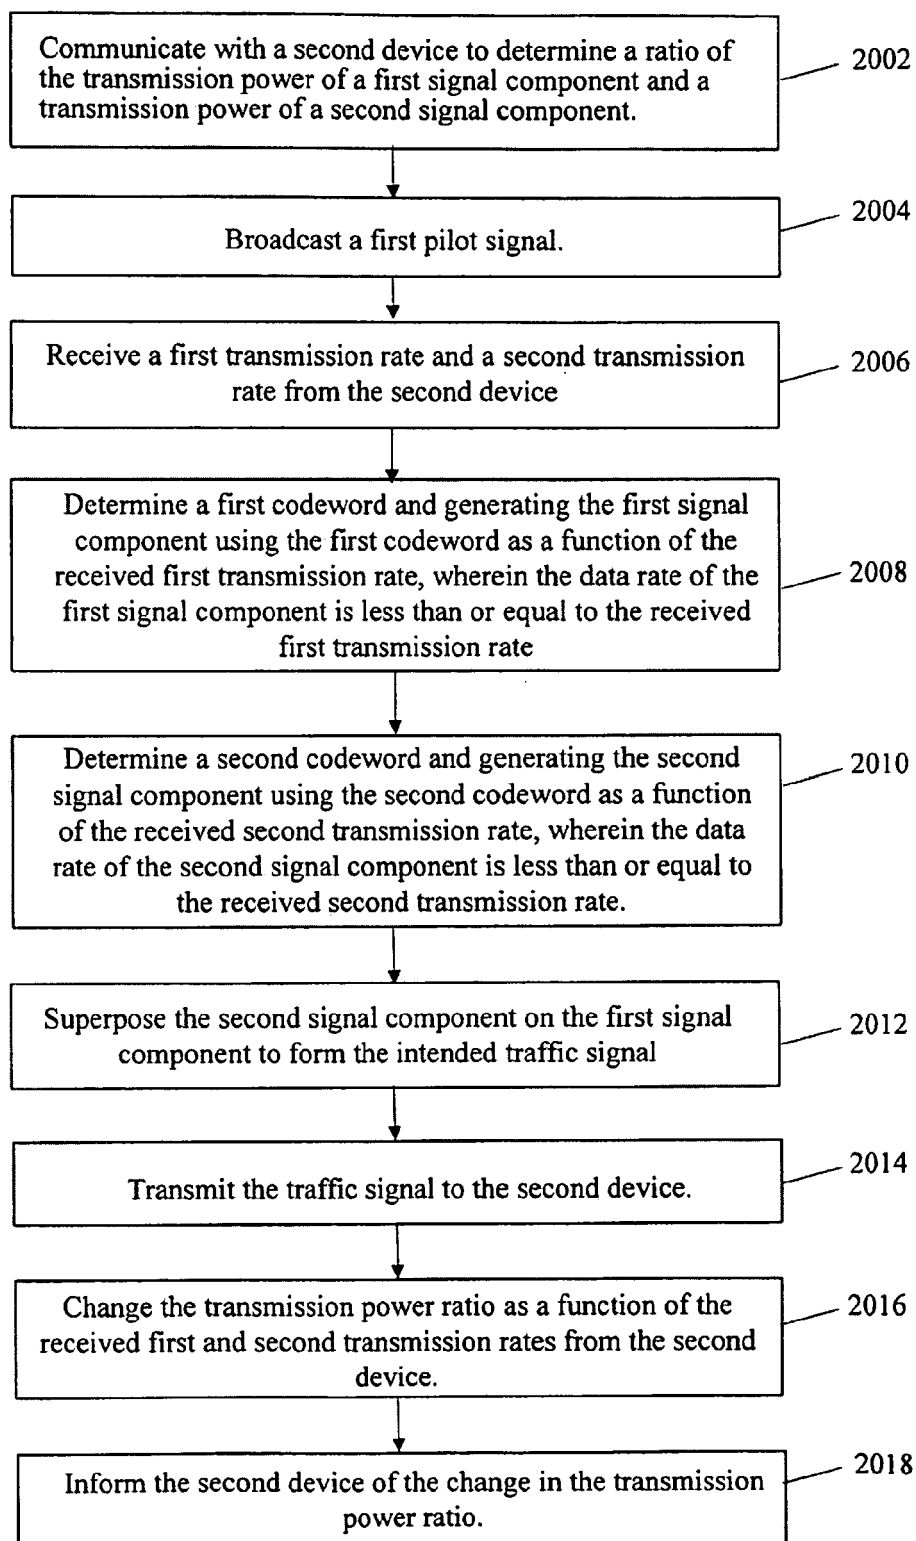 Communicate with a second device to determine a ratio of
the transmission power of a first signal component and a
transmission power of a second signal component.
2002
Broadcast a first pilot signal.
2004
Receive a first transmission rate and a second transmission
rate from the second device
2006
Determine a first codeword and generating the first signal
component using the first codeword as a function of the
received first transmission rate, wherein the data rate of the
first signal component is less than or equal to the received
first transmission rate
2008
Determine a second codeword and generating the second
signal component using the second codeword as a function
of the received second transmission rate, wherein the data
rate of the second signal component is less than or equal to
the received second transmission rate.
2010
Superpose the second signal component on the first signal
component to form the intended traffic signal
2012
Transmit the traffic signal to the second device.
2014
Change the transmission power ratio as a function of the
received first and second transmission rates from the second
device.
2016
Inform the second device of the change in the transmission
power ratio.
2018